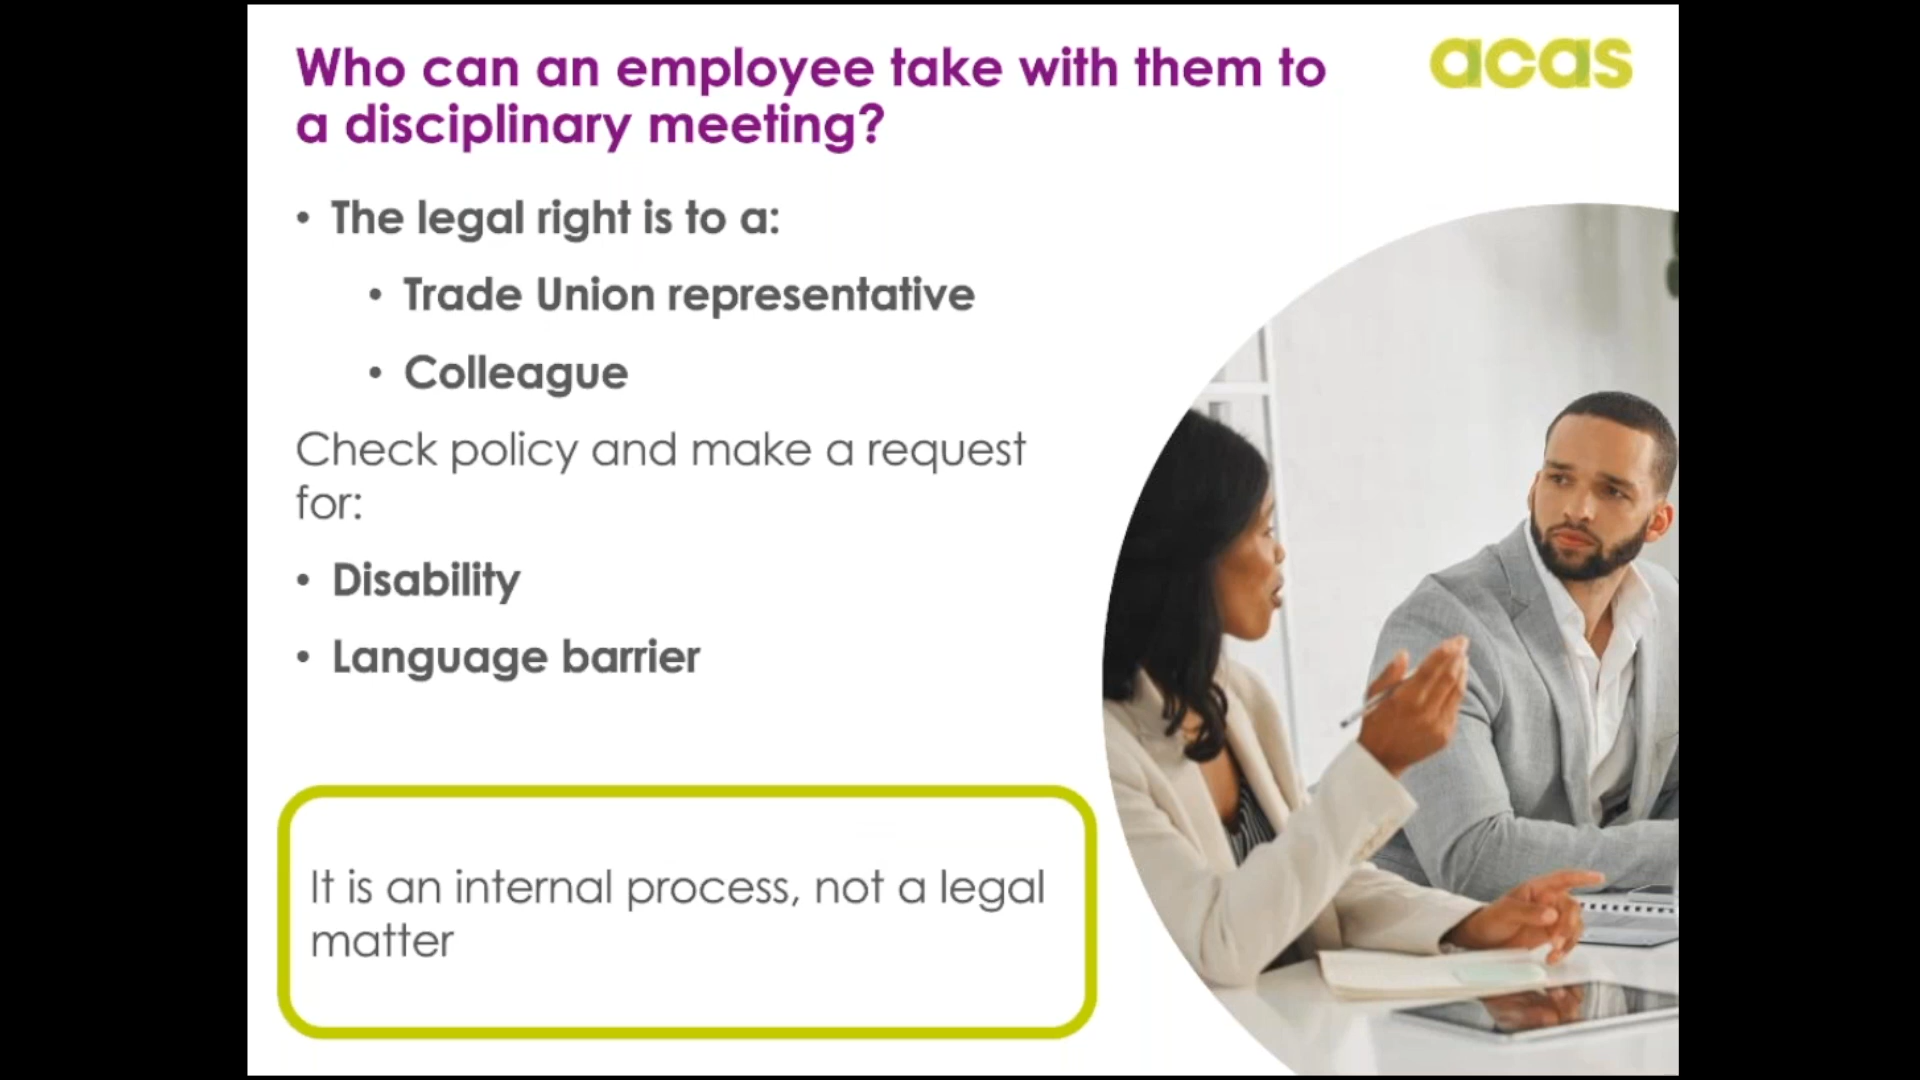 Who can an employee take with them to
a disciplinary meeting?
acas
• The legal right is to a:
• Trade Union representative
• Colleague
Check policy and make a request
for:
• Disability
• Language barrier
It is an internal process, not a legal
matter